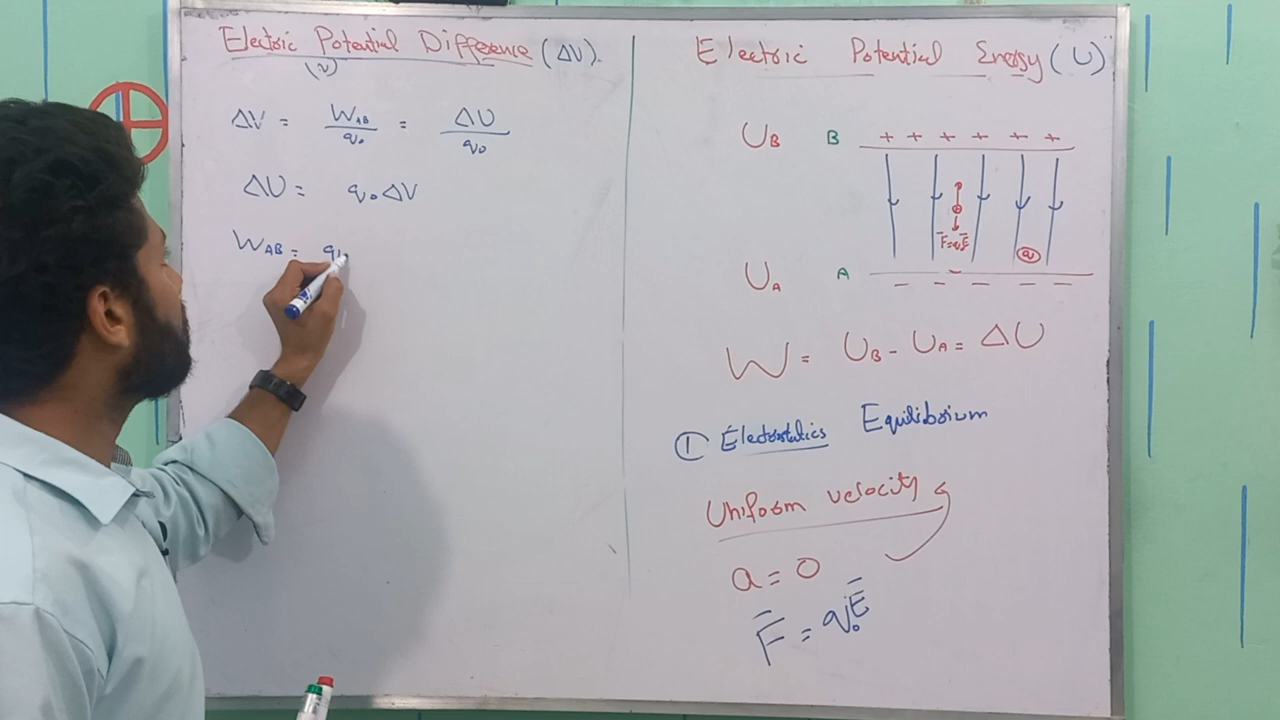 Electric Potential Difference (ΔV).
(V)
ΔV = W_AB/q₀ = ΔU/q₀
ΔU = q₀ΔV
W_AB = q
Electric Potential Energy (U)
U_B B + + + + + +
F̅=qE̅
q
U_A A
− − − − −
W = U_B - U_A = ΔU
① Electrostatics Equilibrium
Uniform velocity
a = 0
F̅ = q₀E̅